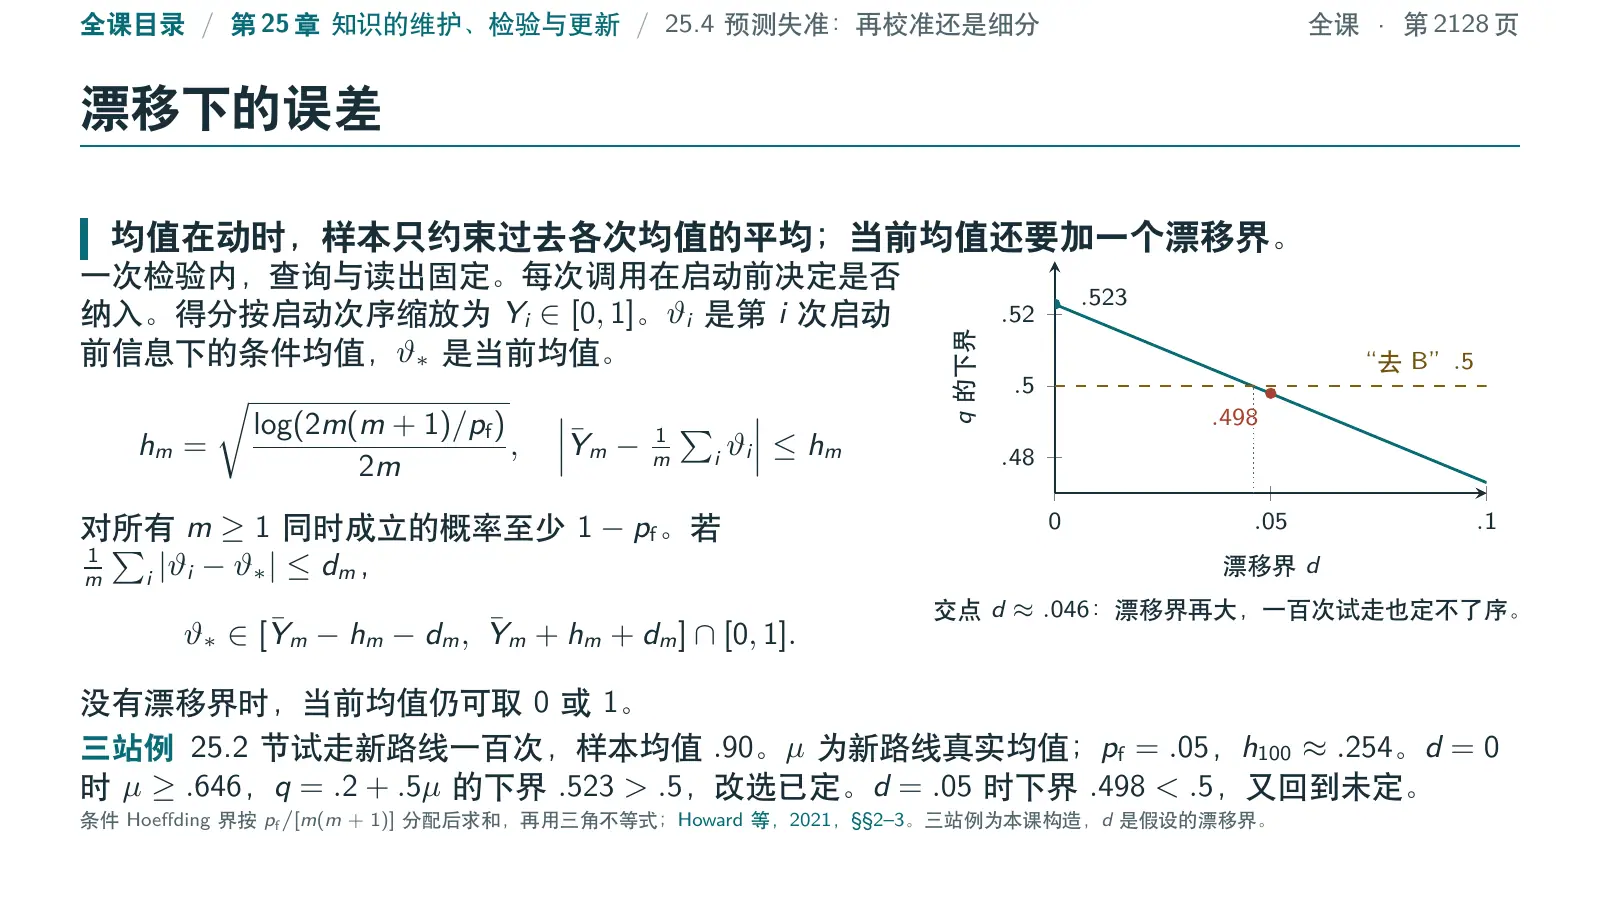 全课目录 / 第 25 章 知识的维护、检验与更新 / 25.4 预测失准：再校准还是细分
全课 · 第 2128 页
漂移下的误差
均值在动时，样本只约束过去各次均值的平均；当前均值还要加一个漂移界。
一次检验内，查询与读出固定。每次调用在启动前决定是否
纳入。得分按启动次序缩放为 Y_i ∈ [0, 1]。ϑ_i 是第 i 次启动
前信息下的条件均值，ϑ_* 是当前均值。
h_m = √(log(2m(m + 1)/p_f) / 2m), |Ȳ_m − 1/m ∑_i ϑ_i| ≤ h_m
对所有 m ≥ 1 同时成立的概率至少 1 − p_f。若
1/m ∑_i |ϑ_i − ϑ_*| ≤ d_m，
ϑ_* ∈ [Ȳ_m − h_m − d_m, Ȳ_m + h_m + d_m] ∩ [0, 1].
没有漂移界时，当前均值仍可取 0 或 1。
q 的下界
.52
.5
.48
.523
“去 B” .5
.498
0
.05
.1
漂移界 d
交点 d ≈ .046：漂移界再大，一百次试走也定不了序。
三站例 25.2 节试走新路线一百次，样本均值 .90。μ 为新路线真实均值；p_f = .05，h_100 ≈ .254。d = 0
时 μ ≥ .646，q = .2 + .5μ 的下界 .523 > .5，改选已定。d = .05 时下界 .498 < .5，又回到未定。
条件 Hoeffding 界按 p_f/[m(m + 1)] 分配后求和，再用三角不等式；Howard 等，2021，§§2–3。三站例为本课构造，d 是假设的漂移界。